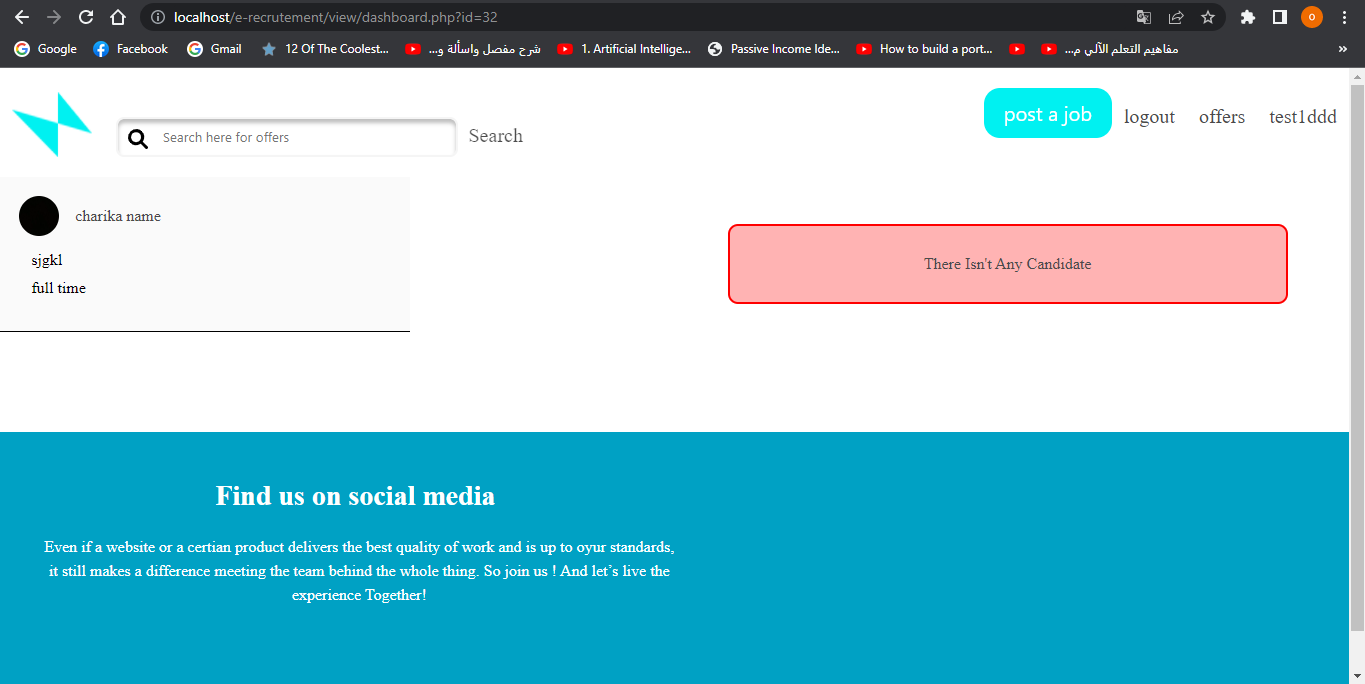 localhost/e-recrutement/view/dashboard.php?id=32
O
Google
Facebook
Gmail
12 Of The Coolest...
شرح مفصل واسألة و...
1. Artificial Intellige...
Passive Income Ide...
How to build a port...
مفاهيم التعلم الآلي م...
»
Search here for offers
Search
post a job
logout
offers
test1ddd
charika name
sjgkl
full time
There Isn't Any Candidate
Find us on social media
Even if a website or a certian product delivers the best quality of work and is up to oyur standards,
it still makes a difference meeting the team behind the whole thing. So join us ! And let’s live the
experience Together!